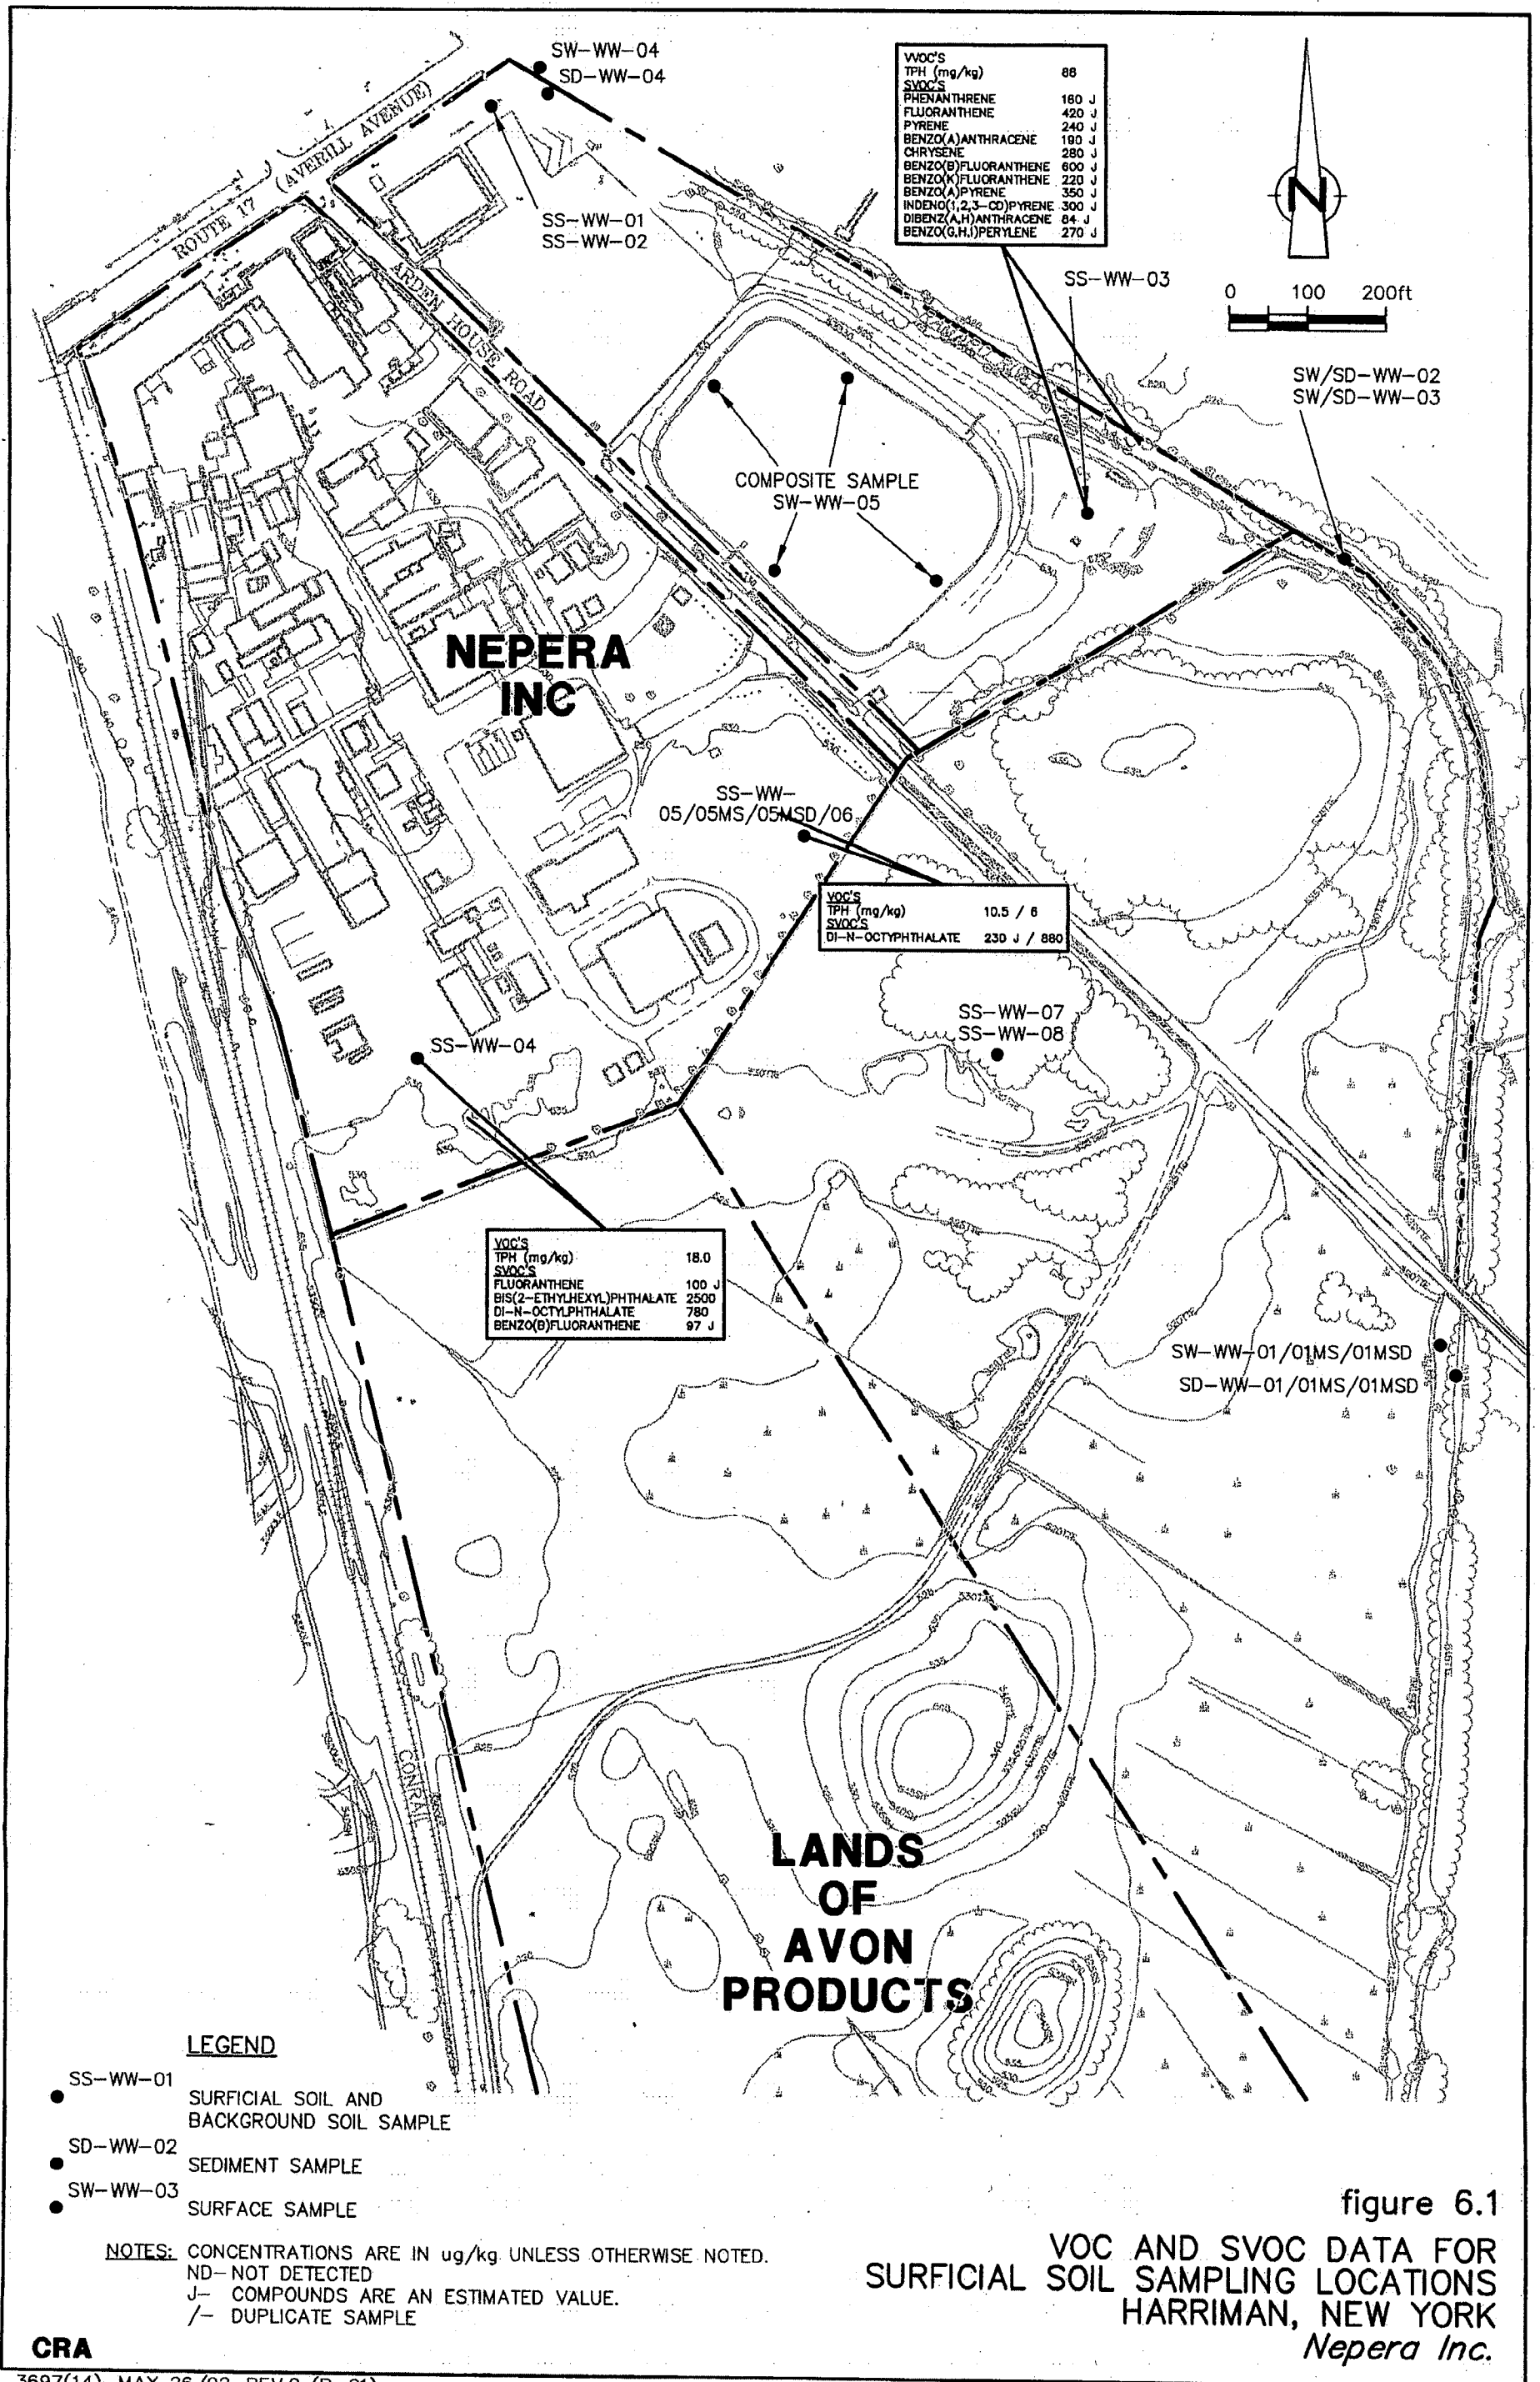 SW-WW-04
SD-WW-04
ROUTE 17 (AVERILL AVENUE)
SS-WW-01
SS-WW-02
ARDEN HOUSE ROAD
VVOC'S
TPH (mg/kg) 86
SVOC'S
PHENANTHRENE 160 J
FLUORANTHENE 420 J
PYRENE 240 J
BENZO(A)ANTHRACENE 190 J
CHRYSENE 280 J
BENZO(B)FLUORANTHENE 600 J
BENZO(K)FLUORANTHENE 220 J
BENZO(A)PYRENE 350 J
INDENO(1,2,3-CD)PYRENE 300 J
DIBENZ(A,H)ANTHRACENE 84 J
BENZO(G,H,I)PERYLENE 270 J
N
0 100 200ft
SS-WW-03
SW/SD-WW-02
SW/SD-WW-03
COMPOSITE SAMPLE
SW-WW-05
NEPERA
INC
SS-WW-
05/05MS/05MSD/06
VOC'S
TPH (mg/kg) 10.5 / 6
SVOC'S
DI-N-OCTYPHTHALATE 230 J / 880
SS-WW-07
SS-WW-08
SS-WW-04
VOC'S
TPH (mg/kg) 18.0
SVOC'S
FLUORANTHENE 100 J
BIS(2-ETHYLHEXYL)PHTHALATE 2500
DI-N-OCTYLPHTHALATE 780
BENZO(B)FLUORANTHENE 97 J
SW-WW-01/01MS/01MSD
SD-WW-01/01MS/01MSD
CONRAIL
LANDS
OF
AVON
PRODUCTS
LEGEND
SS-WW-01
SURFICIAL SOIL AND
BACKGROUND SOIL SAMPLE
SD-WW-02
SEDIMENT SAMPLE
SW-WW-03
SURFACE SAMPLE
NOTES: CONCENTRATIONS ARE IN ug/kg UNLESS OTHERWISE NOTED.
ND- NOT DETECTED
J- COMPOUNDS ARE AN ESTIMATED VALUE.
/- DUPLICATE SAMPLE
figure 6.1
VOC AND SVOC DATA FOR
SURFICIAL SOIL SAMPLING LOCATIONS
HARRIMAN, NEW YORK
Nepera Inc.
CRA